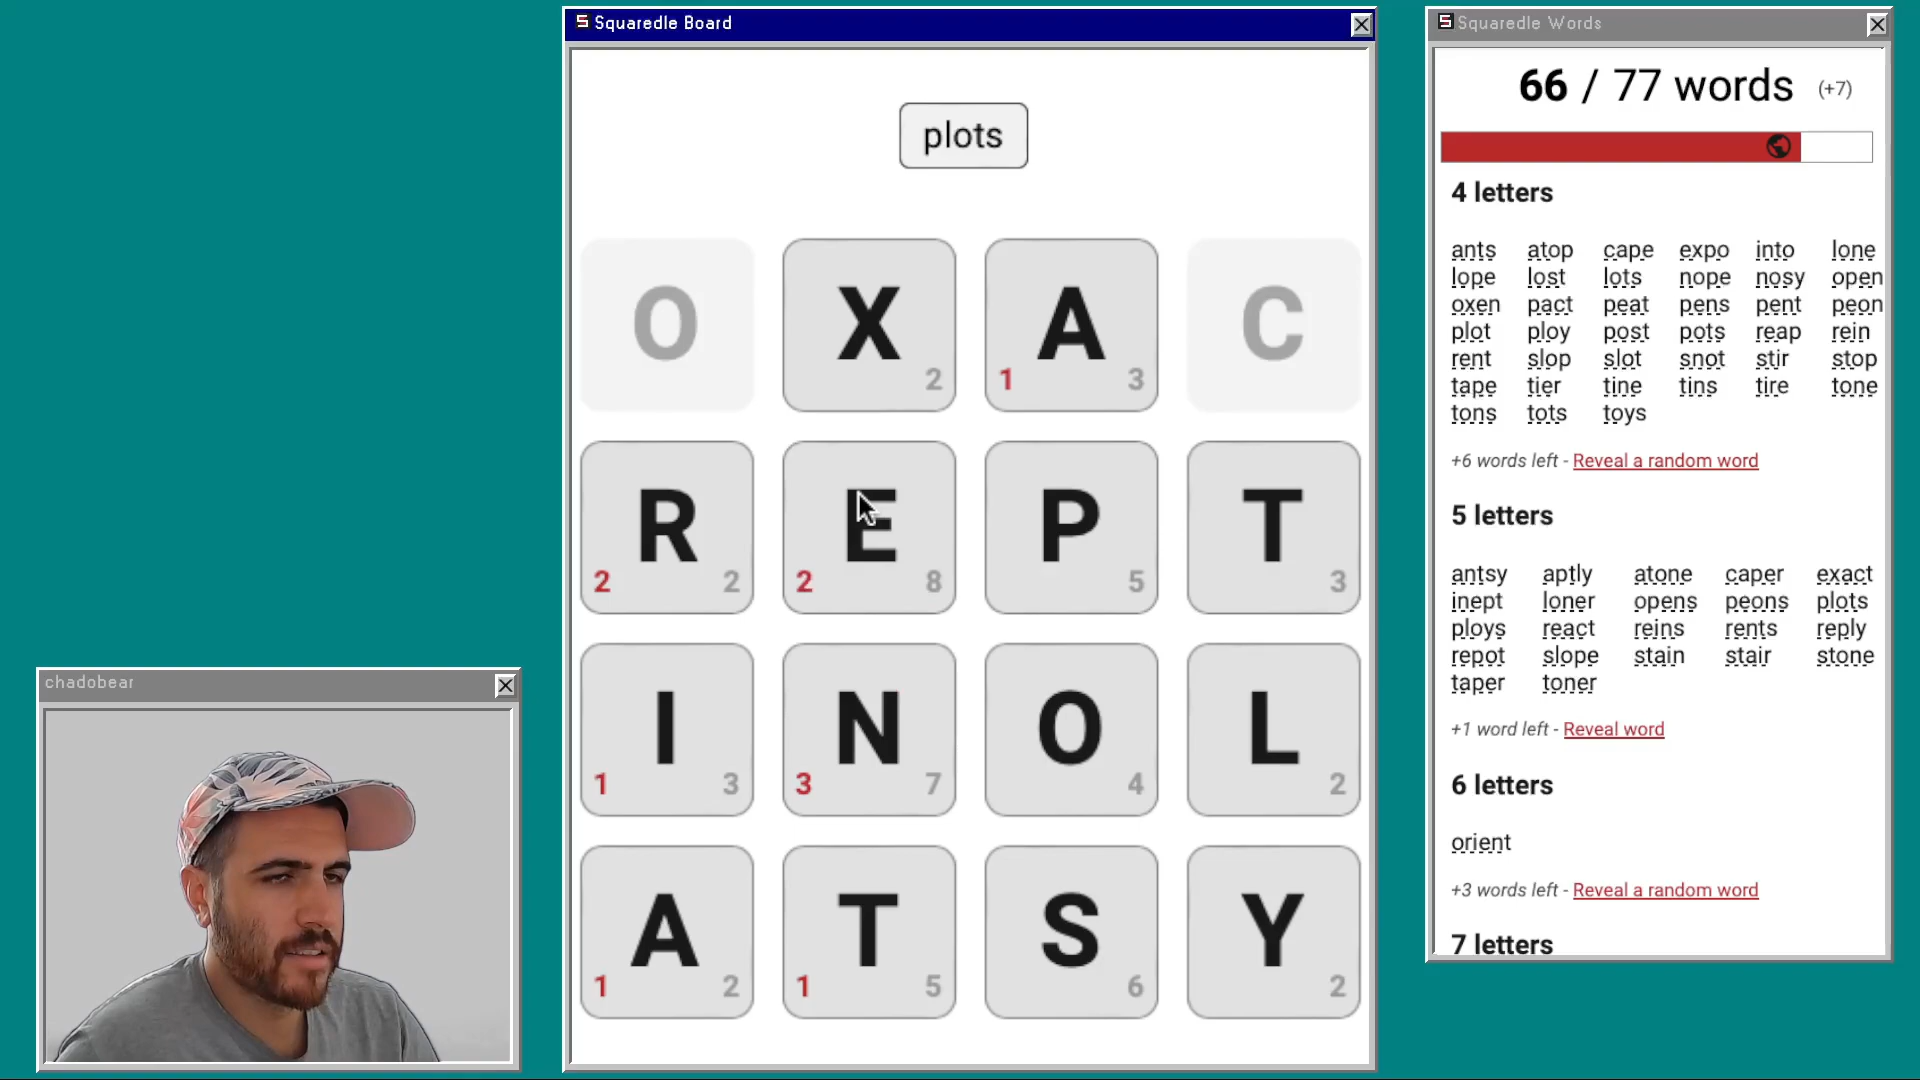 Squaredle Board
Squaredle Words
plots
66 / 77 words (+7)
O X A C
2 1 3
R E P T
2 2 2 8 5 3
I N O L
1 3 3 7 4 2
A T S Y
1 2 1 5 6 2
chadobear
4 letters
ants atop cape expo into lone
lope lost lots nope nosy open
oxen pact peat pens pent peon
plot ploy post pots reap rein
rent slop slot snot stir stop
tape tier tine tins tire tone
tons tots toys
+6 words left - Reveal a random word
5 letters
antsy aptly atone caper exact
inept loner opens peons plots
ploys react reins rents reply
repot slope stain stair stone
taper toner
+1 word left - Reveal word
6 letters
orient
+3 words left - Reveal a random word
7 letters